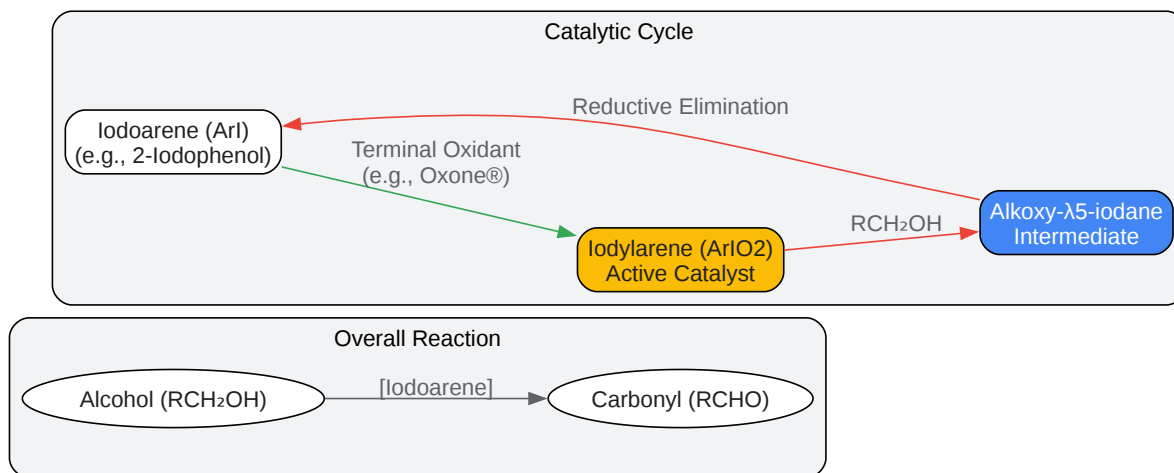 Catalytic Cycle
Reductive Elimination
Iodoarene (ArI)
(e.g., 2-Iodophenol)
Terminal Oxidant
(e.g., Oxone®)
Alkoxy-λ5-iodane
Intermediate
RCH₂OH
Iodylarene (ArIO2)
Active Catalyst
Overall Reaction
Alcohol (RCH₂OH)
[Iodoarene]
Carbonyl (RCHO)